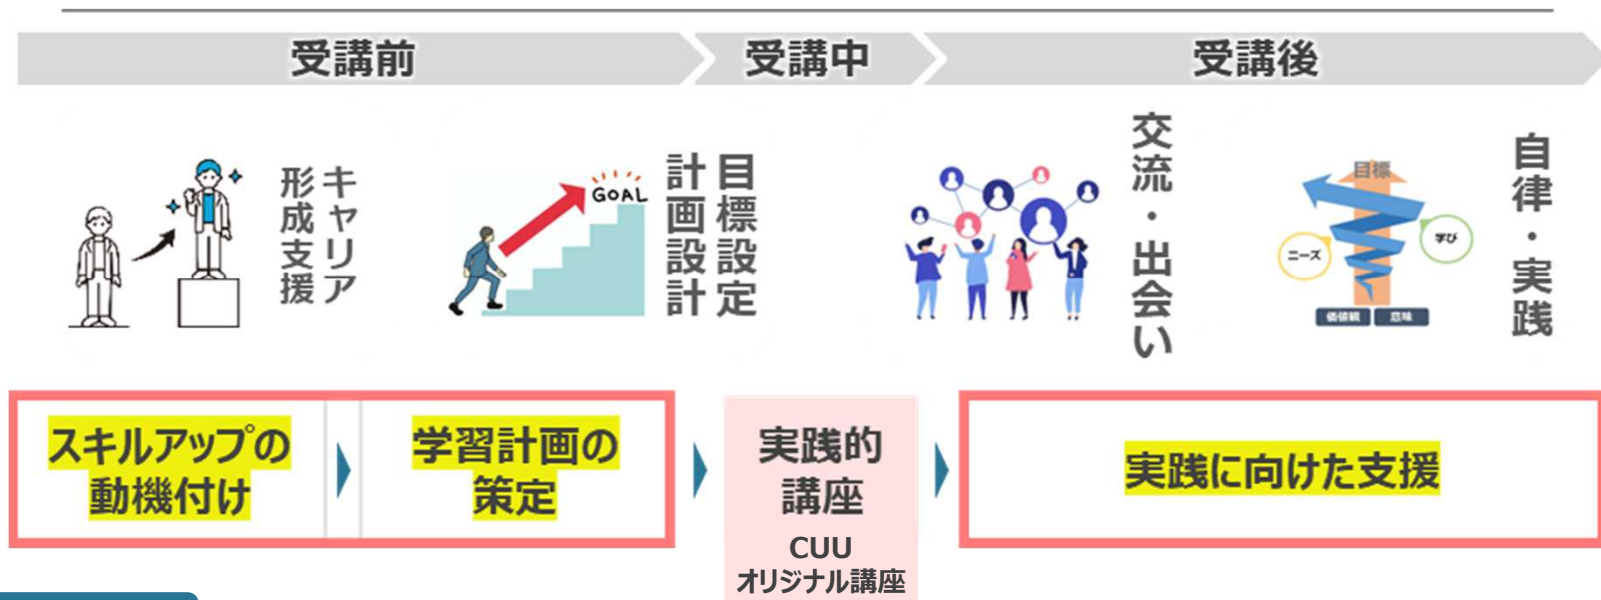 受講前
受講中
受講後
キャリア
形成支援
GOAL
目標設定
計画設計
交流・出会い
目標
ニーズ
学び
価値観
意味
自律・実践
スキルアップの
動機付け
学習計画の
策定
実践的
講座
CUU
オリジナル講座
実践に向けた支援